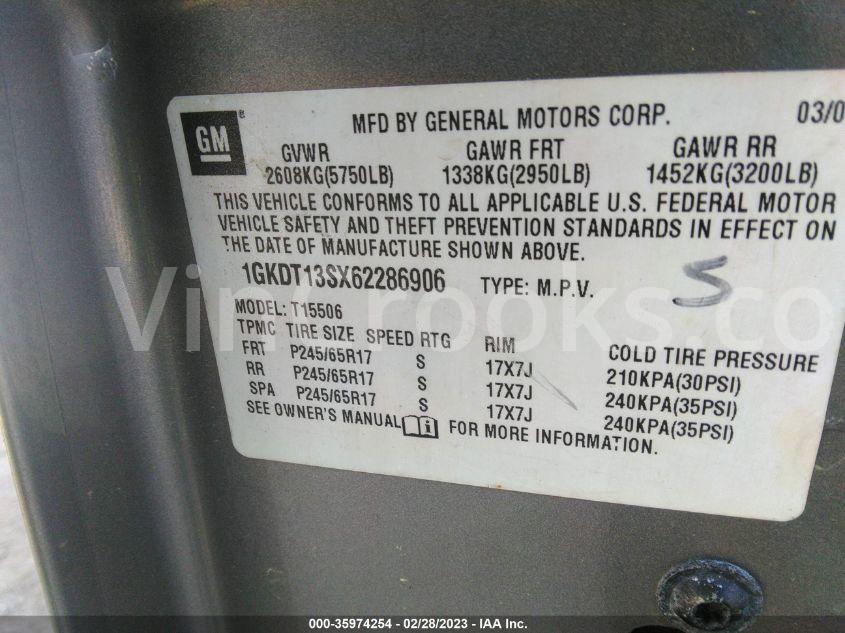 GM
MFD BY GENERAL MOTORS CORP. 03/0
GVWR GAWR FRT GAWR RR
2608KG(5750LB) 1338KG(2950LB) 1452KG(3200LB)
THIS VEHICLE CONFORMS TO ALL APPLICABLE U.S. FEDERAL MOTOR
VEHICLE SAFETY AND THEFT PREVENTION STANDARDS IN EFFECT ON
THE DATE OF MANUFACTURE SHOWN ABOVE.
1GKDT13SX62286906 TYPE: M.P.V. S
MODEL: T15506
TPMC TIRE SIZE SPEED RTG RIM COLD TIRE PRESSURE
FRT P245/65R17 S 17X7J 210KPA(30PSI)
RR P245/65R17 S 17X7J 240KPA(35PSI)
SPA P245/65R17 S 17X7J 240KPA(35PSI)
SEE OWNER'S MANUAL i FOR MORE INFORMATION.
000-35974254 | 02/28/2023 - IAA Inc.